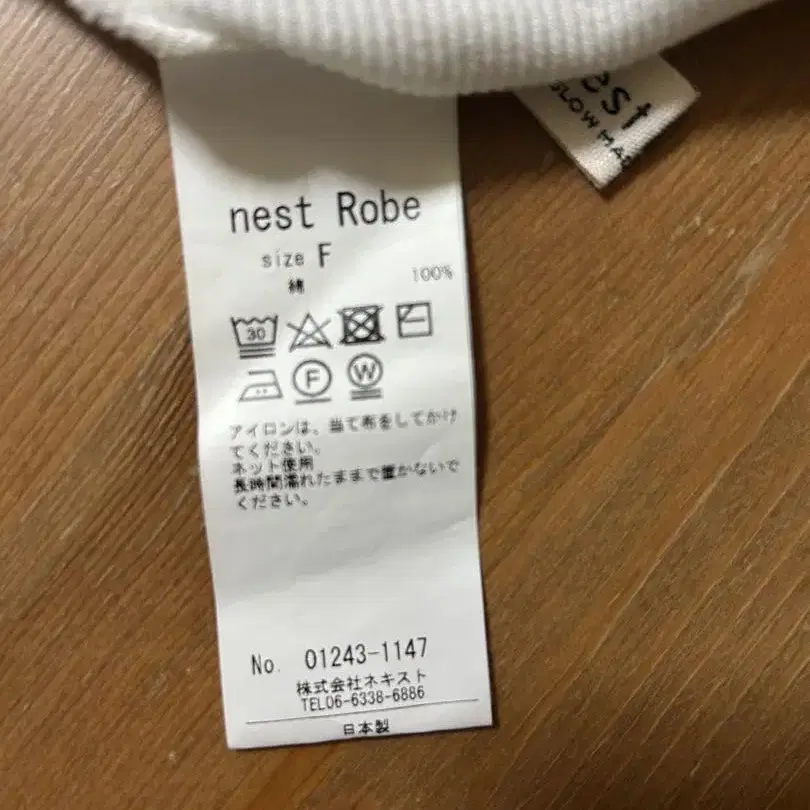 est
SLOW MA
nest Robe
size F
綿 100%
30
F W
アイロンは、当て布をしてかけ
てください。
ネット使用
長時間濡れたままで置かないで
ください。
No. 01243-1147
株式会社ネキスト
TEL06-6338-6886
日本製